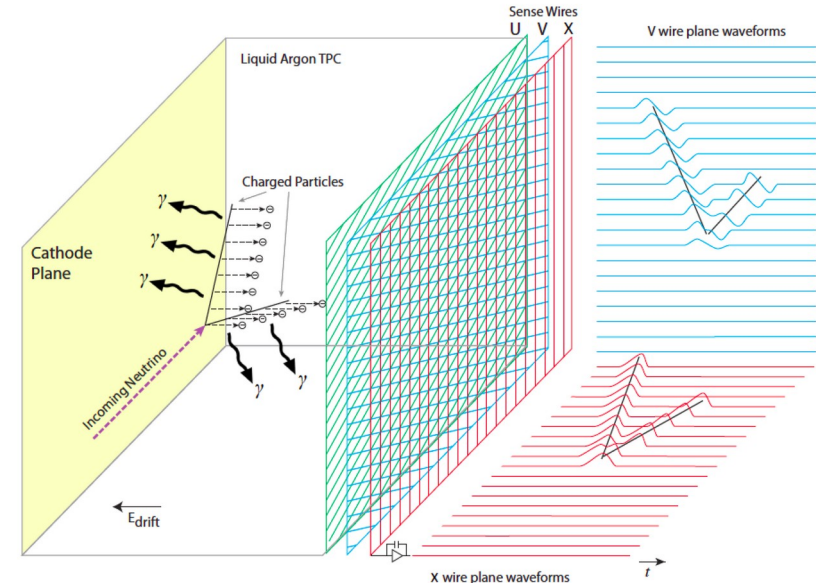 Sense Wires
U V X
V wire plane waveforms
Liquid Argon TPC
Charged Particles
γ
γ
γ
Cathode
Plane
Incoming Neutrino
γ
γ
Edrift
t
X wire plane waveforms